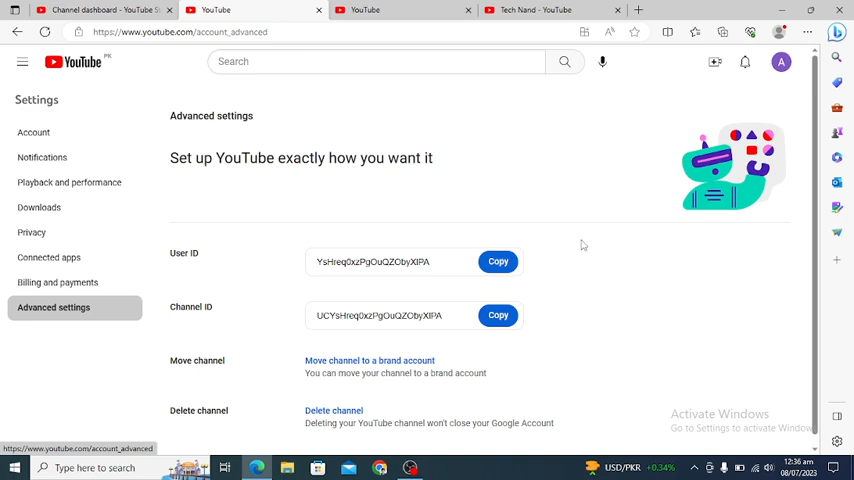 Channel dashboard - YouTube St
YouTube
YouTube
Tech Nand - YouTube
https://www.youtube.com/account_advanced
YouTube PK
Search
A
Settings
Account
Notifications
Playback and performance
Downloads
Privacy
Connected apps
Billing and payments
Advanced settings
Advanced settings
Set up YouTube exactly how you want it
User ID
YsHreq0xzPgOuQZObyXlPA
Copy
Channel ID
UCYsHreq0xzPgOuQZObyXlPA
Copy
Move channel
Move channel to a brand account
You can move your channel to a brand account
Delete channel
Delete channel
Deleting your YouTube channel won't close your Google Account
Activate Windows
Go to Settings to activate Windows
https://www.youtube.com/account_advanced
Type here to search
USD/PKR +0.34%
12:36 am
08/07/2023